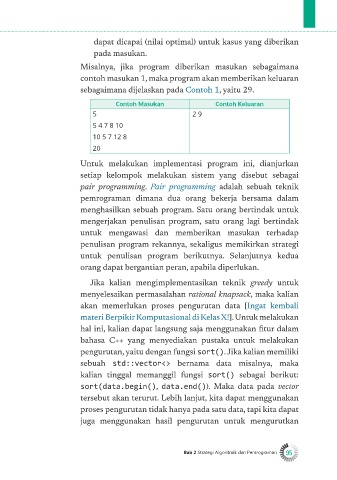 dapat dicapai (nilai optimal) untuk kasus yang diberikan
pada masukan.
Misalnya, jika program diberikan masukan sebagaimana
contoh masukan 1, maka program akan memberikan keluaran
sebagaimana dijelaskan pada Contoh 1, yaitu 29.
Contoh Masukan Contoh Keluaran
5 2 9
5 4 7 8 10
10 5 7 12 8
20
Untuk melakukan implementasi program ini, dianjurkan
setiap kelompok melakukan sistem yang disebut sebagai
pair programming. Pair programming adalah sebuah teknik
pemrograman dimana dua orang bekerja bersama dalam
menghasilkan sebuah program. Satu orang bertindak untuk
mengerjakan penulisan program, satu orang lagi bertindak
untuk mengawasi dan memberikan masukan terhadap
penulisan program rekannya, sekaligus memikirkan strategi
untuk penulisan program berikutnya. Selanjutnya kedua
orang dapat bergantian peran, apabila diperlukan.
Jika kalian mengimplementasikan teknik greedy untuk
menyelesaikan permasalahan rational knapsack, maka kalian
akan memerlukan proses pengurutan data [Ingat kembali
materi Berpikir Komputasional di Kelas X!]. Untuk melakukan
hal ini, kalian dapat langsung saja menggunakan fitur dalam
bahasa C++ yang menyediakan pustaka untuk melakukan
pengurutan, yaitu dengan fungsi sort(). Jika kalian memiliki
sebuah std::vector<> bernama data misalnya, maka
kalian tinggal memanggil fungsi sort() sebagai berikut:
sort(data.begin(), data.end()). Maka data pada vector
tersebut akan terurut. Lebih lanjut, kita dapat menggunakan
proses pengurutan tidak hanya pada satu data, tapi kita dapat
juga menggunakan hasil pengurutan untuk mengurutkan
Bab 2 Strategi Algoritmik dan Pemrograman 95